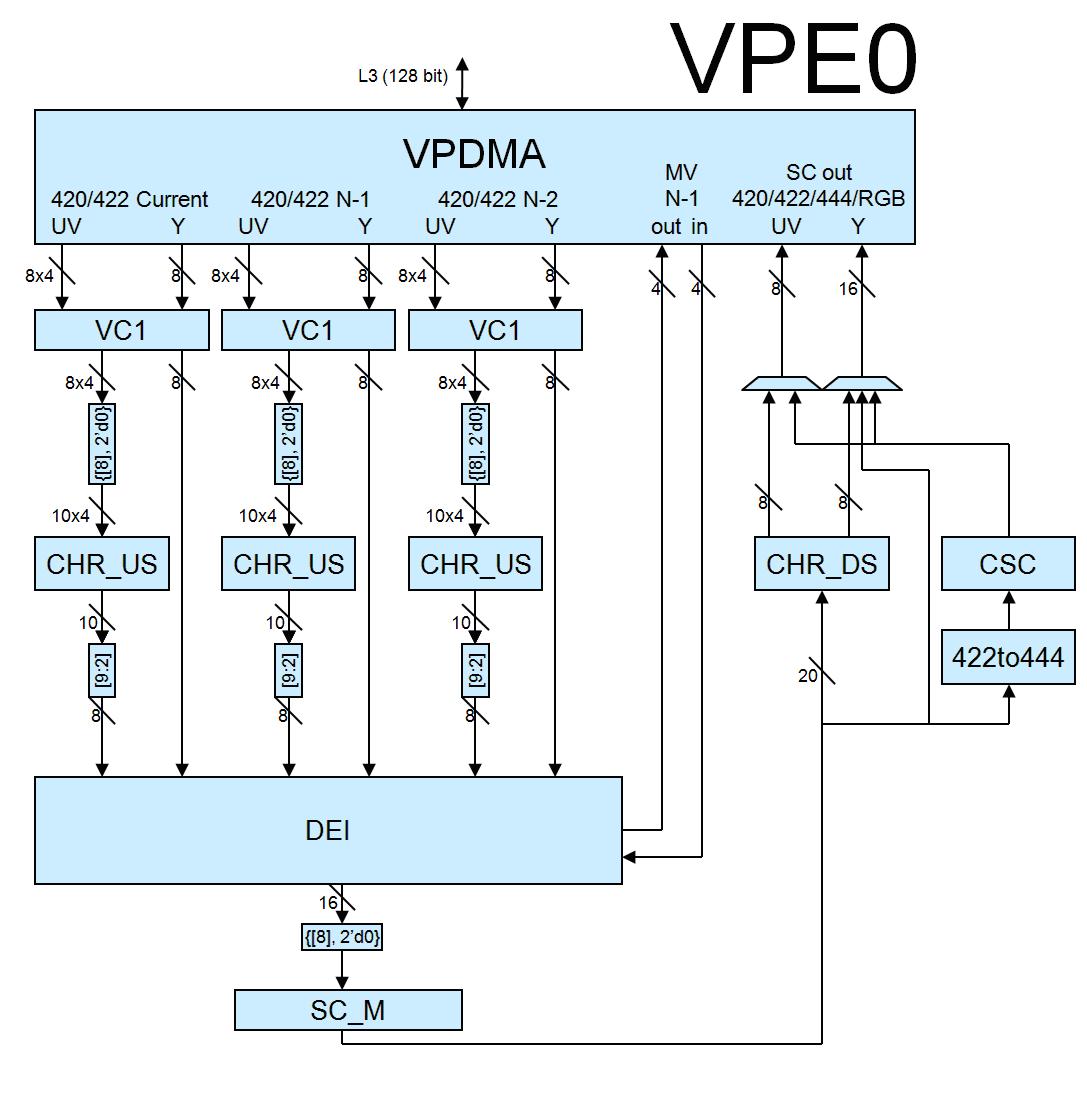 VPE0
L3 (128 bit)
VPDMA
MV
SC out
420/422 Current
420/422 N-1
420/422 N-2
N-1
420/422/444/RGB
UV
Y
UV
Y
UV
Y
out in
UV
Y
8x4
8
8x4
8
8x4
8
4
4
8
16
VC1
VC1
VC1
8x4
8
8x4
8
8x4
8
{[8], 2'd0}
{[8], 2'd0}
{[8], 2'd0}
8
8
10x4
10x4
10x4
CHR_US
CHR_US
CHR_US
CHR_DS
CSC
10
10
10
422to444
[9:2]
[9:2]
[9:2]
20
8
8
8
DEI
16
{[8], 2'd0}
SC_M